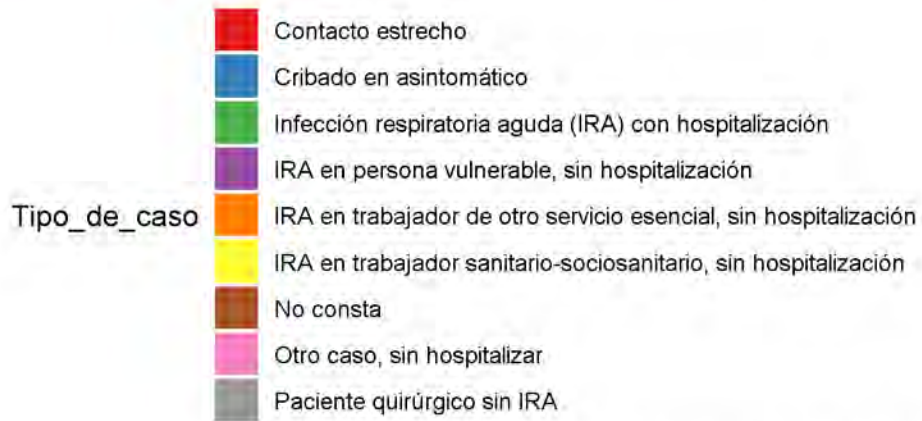 Contacto estrecho
Cribado en asintomático
Infección respiratoria aguda (IRA) con hospitalización
IRA en persona vulnerable, sin hospitalización
Tipo_de_caso
IRA en trabajador de otro servicio esencial, sin hospitalización
IRA en trabajador sanitario-sociosanitario, sin hospitalización
No consta
Otro caso, sin hospitalizar
Paciente quirúrgico sin IRA